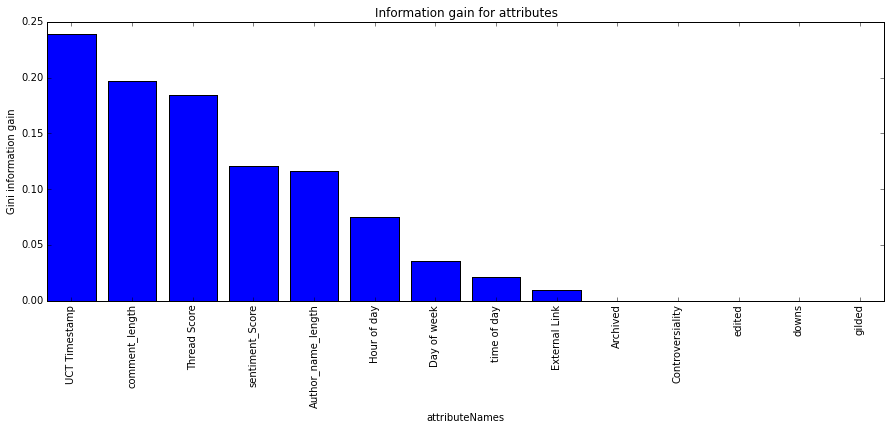 Information gain for attributes
0.25
0.20
0.15
0.10
0.05
0.00
Gini information gain
UCT Timestamp
comment_length
Thread Score
sentiment_Score
Author_name_length
Hour of day
Day of week
time of day
External Link
Archived
Controversiality
edited
downs
gilded
attributeNames